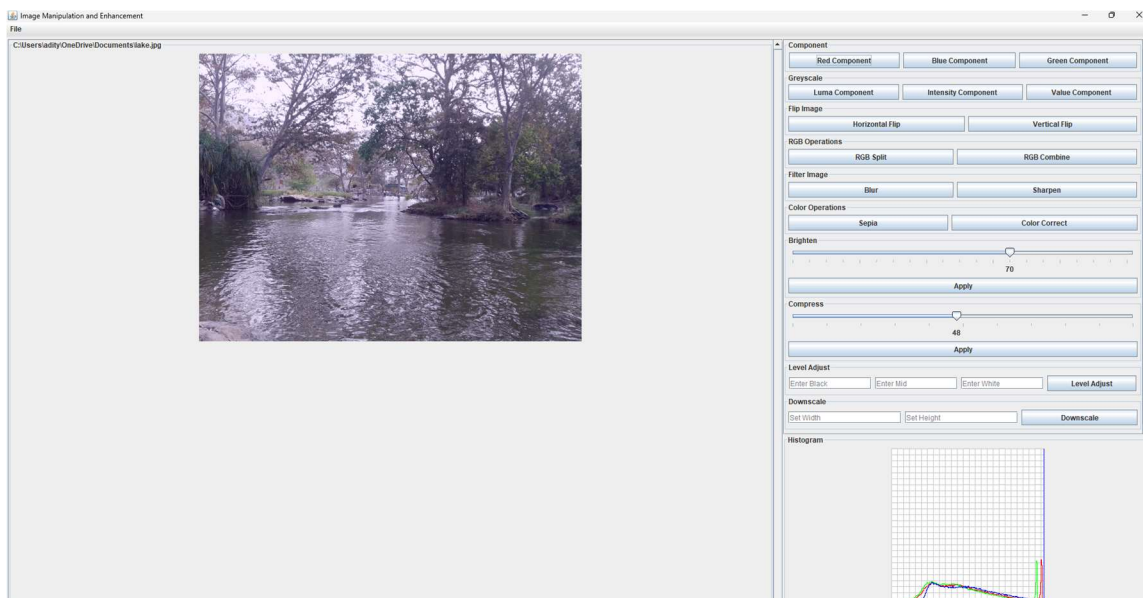 Image Manipulation and Enhancement
File
C:\Users\adity\OneDrive\Documents\lake.jpg
Component
Red Component Blue Component Green Component
Greyscale
Luma Component Intensity Component Value Component
Flip Image
Horizontal Flip Vertical Flip
RGB Operations
RGB Split RGB Combine
Filter Image
Blur Sharpen
Color Operations
Sepia Color Correct
Brighten
70
Apply
Compress
48
Apply
Level Adjust
Enter Black Enter Mid Enter White Level Adjust
Downscale
Set Width Set Height Downscale
Histogram